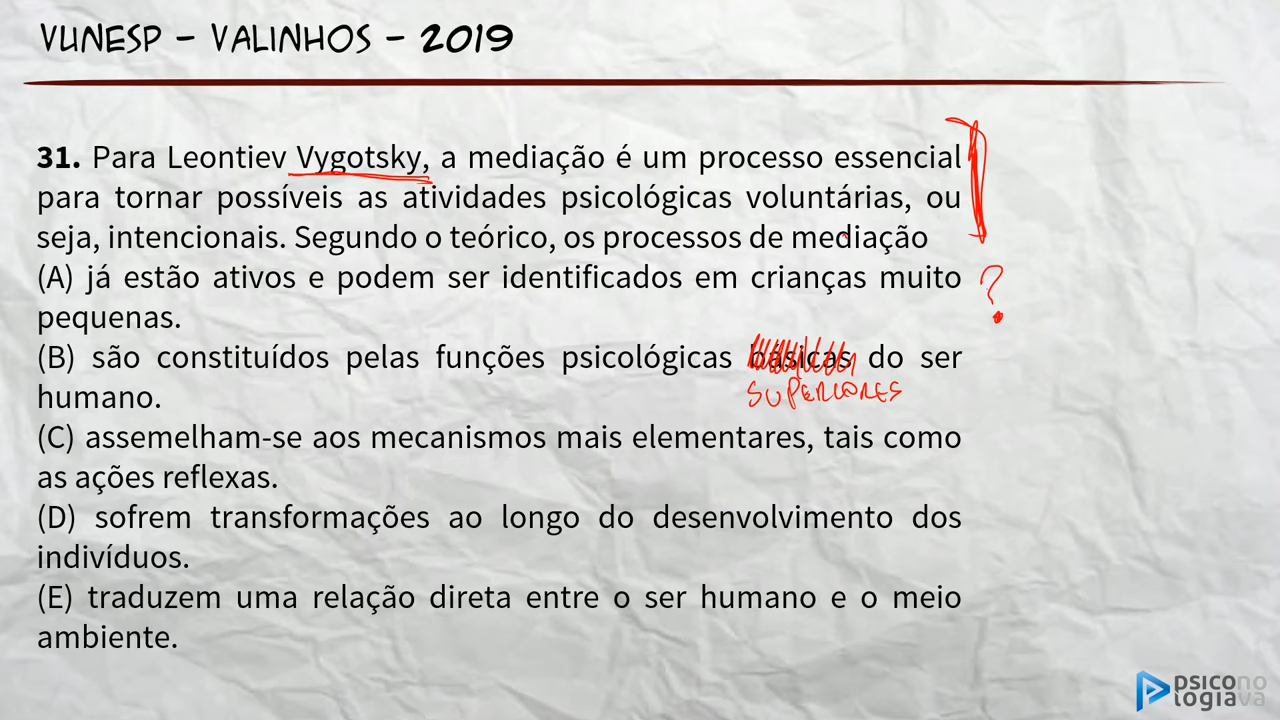 VUNESP - VALINHOS - 2019
31. Para Leontiev Vygotsky, a mediação é um processo essencial
para tornar possíveis as atividades psicológicas voluntárias, ou
seja, intencionais. Segundo o teórico, os processos de mediação
(A) já estão ativos e podem ser identificados em crianças muito
?
pequenas.
(B) são constituídos pelas funções psicológicas básicas do ser
SUPERIORES
humano.
(C) assemelham-se aos mecanismos mais elementares, tais como
as ações reflexas.
(D) sofrem transformações ao longo do desenvolvimento dos
indivíduos.
(E) traduzem uma relação direta entre o ser humano e o meio
ambiente.
psicono
logiava